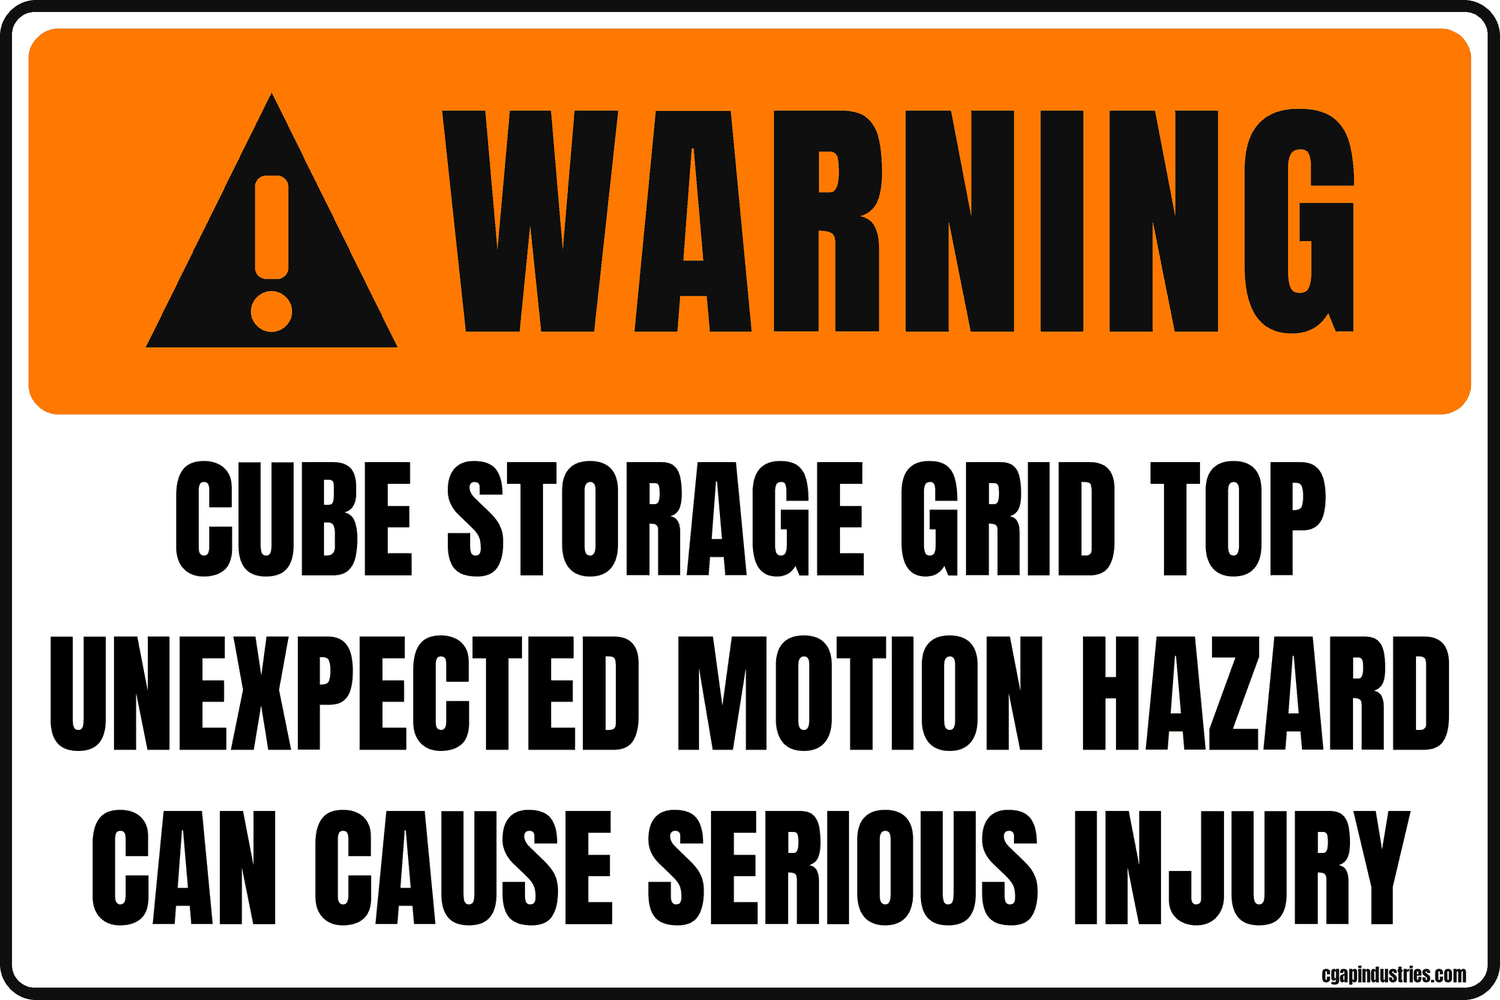 WARNING
CUBE STORAGE GRID TOP
UNEXPECTED MOTION HAZARD
CAN CAUSE SERIOUS INJURY
cgapindustries.com